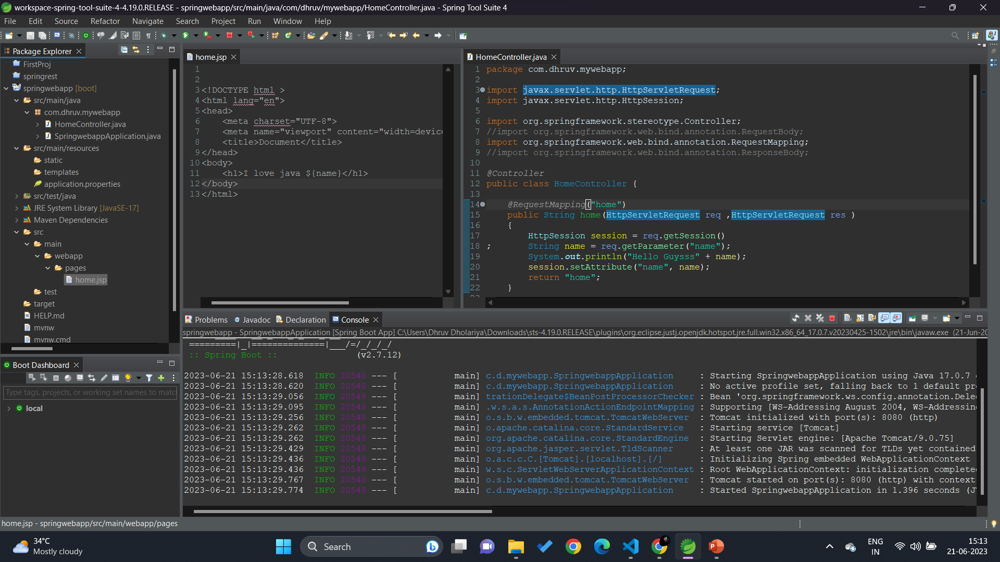 workspace-spring-tool-suite-4-4.19.0.RELEASE - springwebapp/src/main/java/com/dhruv/mywebapp/HomeController.java - Spring Tool Suite 4
File Edit Source Refactor Navigate Search Project Run Window Help
Package Explorer
FirstProj
springrest
springwebapp [boot]
src/main/java
com.dhruv.mywebapp
HomeController.java
SpringwebappApplication.java
src/main/resources
static
templates
application.properties
src/test/java
JRE System Library [JavaSE-17]
Maven Dependencies
src
main
webapp
pages
home.jsp
test
target
HELP.md
mvnw
mvnw.cmd
Boot Dashboard
Type tags, projects, or working set names to match
local
home.jsp
1
2
3 <!DOCTYPE html >
4 <html lang="en">
5 <head>
6 <meta charset="UTF-8">
7 <meta name="viewport" content="width=device
8 <title>Document</title>
9 </head>
10 <body>
11 <h1>I love java ${name}</h1>
12 </body>
13 </html>
HomeController.java
1 package com.dhruv.mywebapp;
2
3 import javax.servlet.http.HttpServletRequest;
4 import javax.servlet.http.HttpSession;
5
6 import org.springframework.stereotype.Controller;
7 //import org.springframework.web.bind.annotation.RequestBody;
8 import org.springframework.web.bind.annotation.RequestMapping;
9 //import org.springframework.web.bind.annotation.ResponseBody;
10
11 @Controller
12 public class HomeController {
13
14 @RequestMapping("home")
15 public String home(HttpServletRequest req ,HttpServletRequest res )
16 {
17 HttpSession session = req.getSession()
18 ; String name = req.getParameter("name");
19 System.out.println("Hello Guysss" + name);
20 session.setAttribute("name", name);
21 return "home";
22 }
Problems Javadoc Declaration Console
springwebapp - SpringwebappApplication [Spring Boot App] C:\Users\Dhruv Dholariya\Downloads\sts-4.19.0.RELEASE\plugins\org.eclipse.justj.openjdk.hotspot.jre.full.win32.x86_64_17.0.7.v20230425-1502\jre\bin\javaw.exe (21-Jun-20
=========|_|==============|___/=/_/_/_/
:: Spring Boot :: (v2.7.12)
2023-06-21 15:13:28.618 INFO 20548 --- [ main] c.d.mywebapp.SpringwebappApplication : Starting SpringwebappApplication using Java 17.0.7
2023-06-21 15:13:28.620 INFO 20548 --- [ main] c.d.mywebapp.SpringwebappApplication : No active profile set, falling back to 1 default pr
2023-06-21 15:13:29.056 INFO 20548 --- [ main] trationDelegate$BeanPostProcessorChecker : Bean 'org.springframework.ws.config.annotation.Dele
2023-06-21 15:13:29.095 INFO 20548 --- [ main] .w.s.a.s.AnnotationActionEndpointMapping : Supporting [WS-Addressing August 2004, WS-Addressin
2023-06-21 15:13:29.256 INFO 20548 --- [ main] o.s.b.w.embedded.tomcat.TomcatWebServer : Tomcat initialized with port(s): 8080 (http)
2023-06-21 15:13:29.262 INFO 20548 --- [ main] o.apache.catalina.core.StandardService : Starting service [Tomcat]
2023-06-21 15:13:29.262 INFO 20548 --- [ main] org.apache.catalina.core.StandardEngine : Starting Servlet engine: [Apache Tomcat/9.0.75]
2023-06-21 15:13:29.429 INFO 20548 --- [ main] org.apache.jasper.servlet.TldScanner : At least one JAR was scanned for TLDs yet contained
2023-06-21 15:13:29.436 INFO 20548 --- [ main] o.a.c.c.C.[Tomcat].[localhost].[/] : Initializing Spring embedded WebApplicationContext
2023-06-21 15:13:29.436 INFO 20548 --- [ main] w.s.c.ServletWebServerApplicationContext : Root WebApplicationContext: initialization complete
2023-06-21 15:13:29.767 INFO 20548 --- [ main] o.s.b.w.embedded.tomcat.TomcatWebServer : Tomcat started on port(s): 8080 (http) with context
2023-06-21 15:13:29.774 INFO 20548 --- [ main] c.d.mywebapp.SpringwebappApplication : Started SpringwebappApplication in 1.396 seconds (J
home.jsp - springwebapp/src/main/webapp/pages
34°C
Mostly cloudy
Search
ENG
IN
15:13
21-06-2023